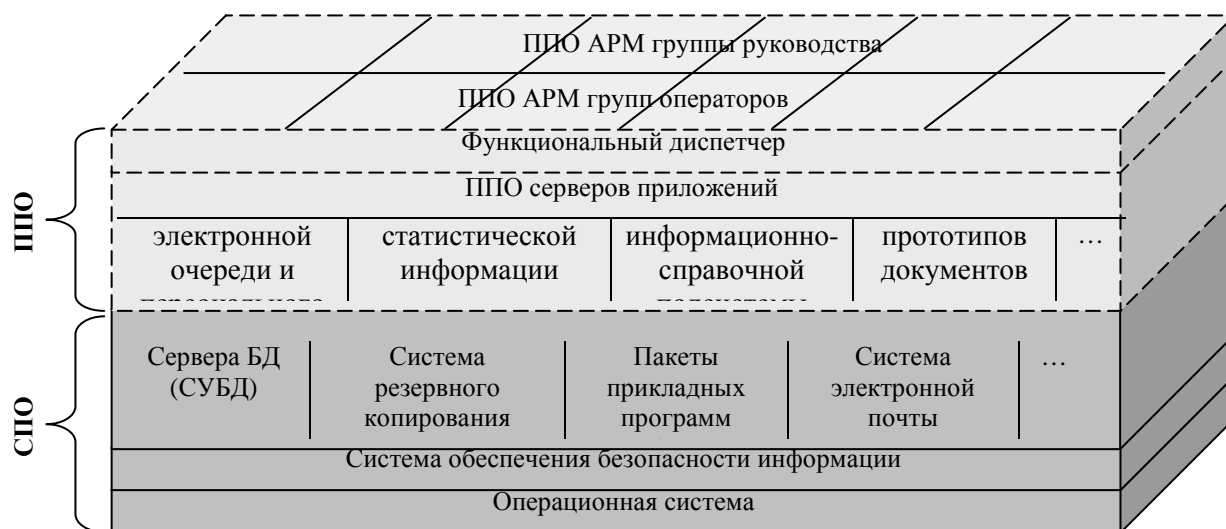 ППО АРМ группы руководства
ППО АРМ групп операторов
Функциональный диспетчер
ППО серверов приложений
ППО
электронной
очереди и
статистической
информации
информационно-
справочной
прототипов
документов
…
СПО
Сервера БД
(СУБД)
Система
резервного
копирования
Пакеты
прикладных
программ
Система
электронной
почты
…
Система обеспечения безопасности информации
Операционная система